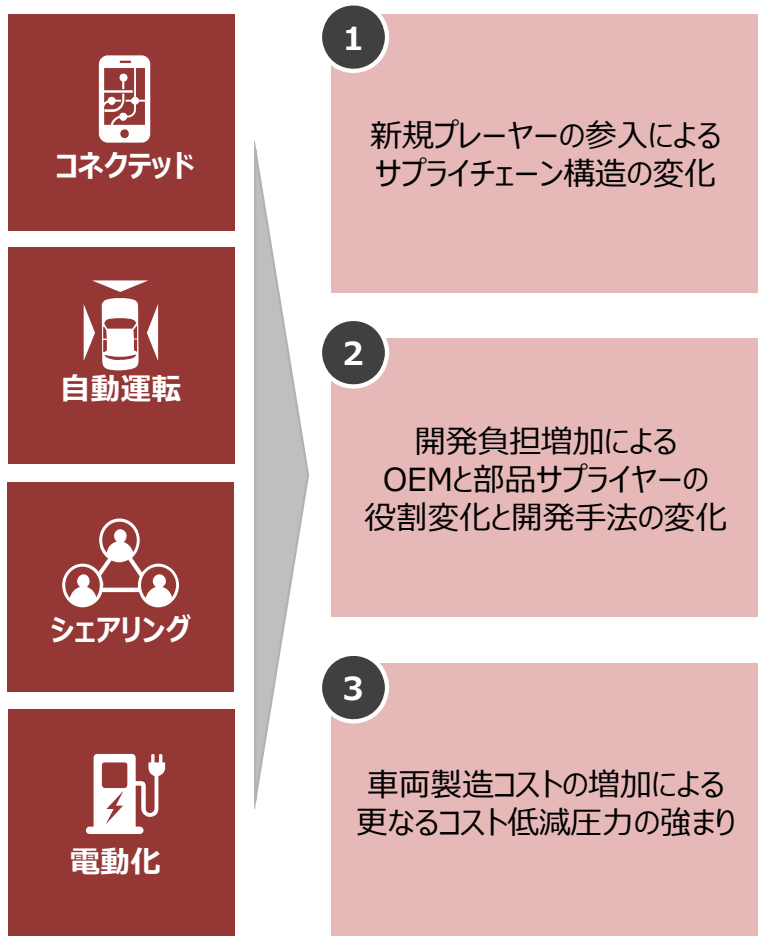 コネクテッド
自動運転
シェアリング
電動化
1
新規プレーヤーの参入による
サプライチェーン構造の変化
2
開発負担増加による
OEMと部品サプライヤーの
役割変化と開発手法の変化
3
車両製造コストの増加による
更なるコスト低減圧力の強まり